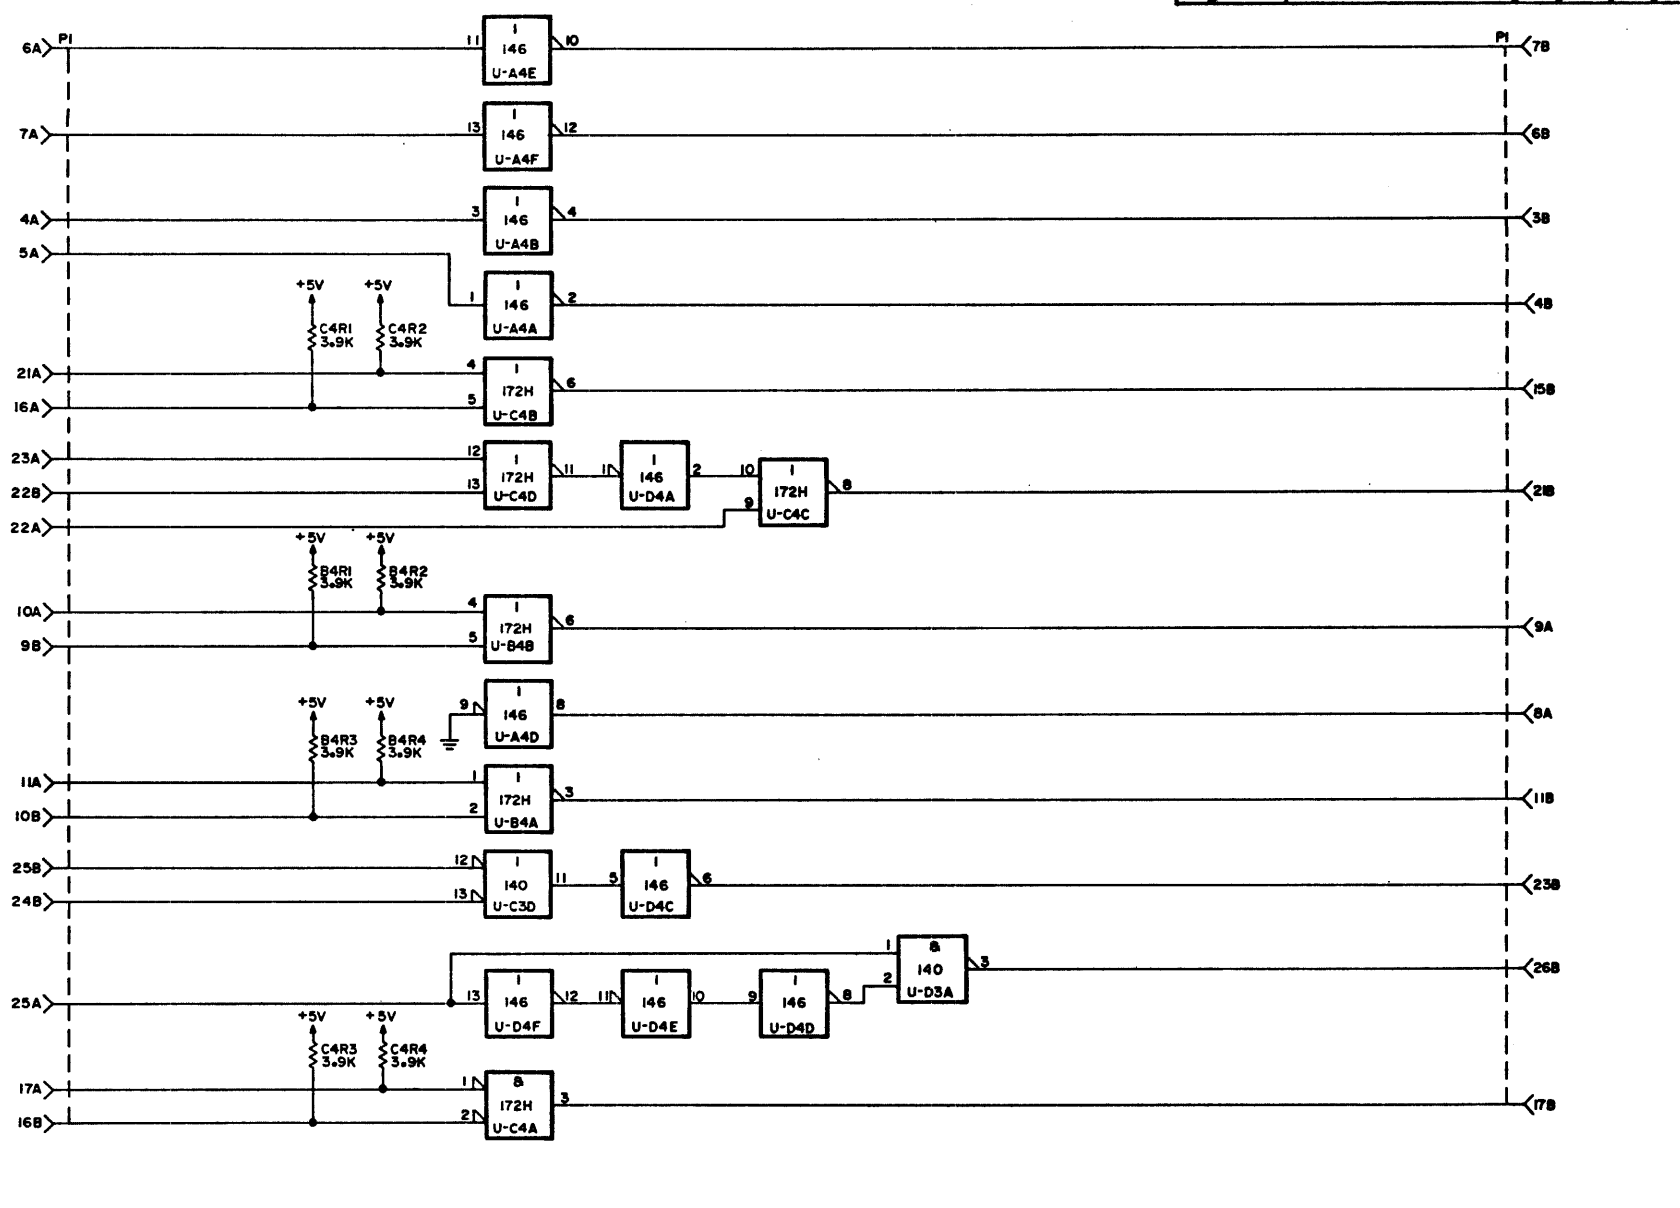 6A P1 11 1 146 U-A4E 10 P1 7B
7A 13 1 146 U-A4F 12 6B
4A 3 1 146 U-A4B 4 3B
5A
+5V +5V 1 1 146 U-A4A 2 4B
C4R1 3.9K C4R2 3.9K
21A 4 1 172H U-C4B 6 15B
16A 5
23A 12 1 172H U-C4D 11 11 1 146 U-D4A 2 10 1 172H U-C4C 8 21B
22B 13
22A 9
+5V +5V
B4R1 3.9K B4R2 3.9K
10A 4 1 172H U-B4B 6 9A
9B 5
+5V +5V 9 1 146 U-A4D 8 8A
B4R3 3.9K B4R4 3.9K
11A 1 1 172H U-B4A 3 11B
10B 2
25B 12 1 140 U-C3D 11 5 1 146 U-D4C 6 23B
24B 13
1 & 140 U-D3A 3 26B
2
25A 13 1 146 U-D4F 12 11 1 146 U-D4E 10 9 1 146 U-D4D 8
+5V +5V
C4R3 3.9K C4R4 3.9K
17A 1 & 172H U-C4A 3 17B
16B 2